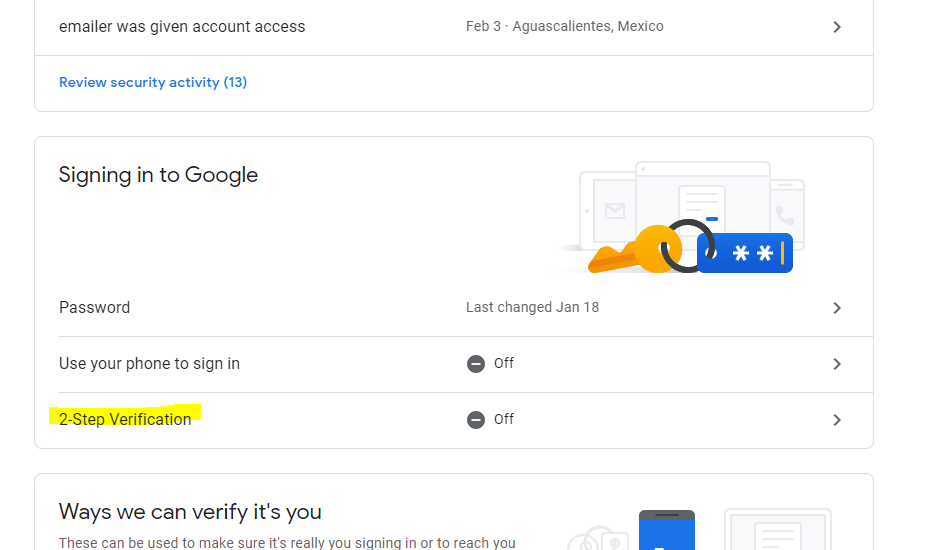 emailer was given account access Feb 3 · Aguascalientes, Mexico
Review security activity (13)
Signing in to Google
**
Password Last changed Jan 18
Use your phone to sign in Off
2-Step Verification Off
Ways we can verify it's you
These can be used to make sure it's really you signing in or to reach you